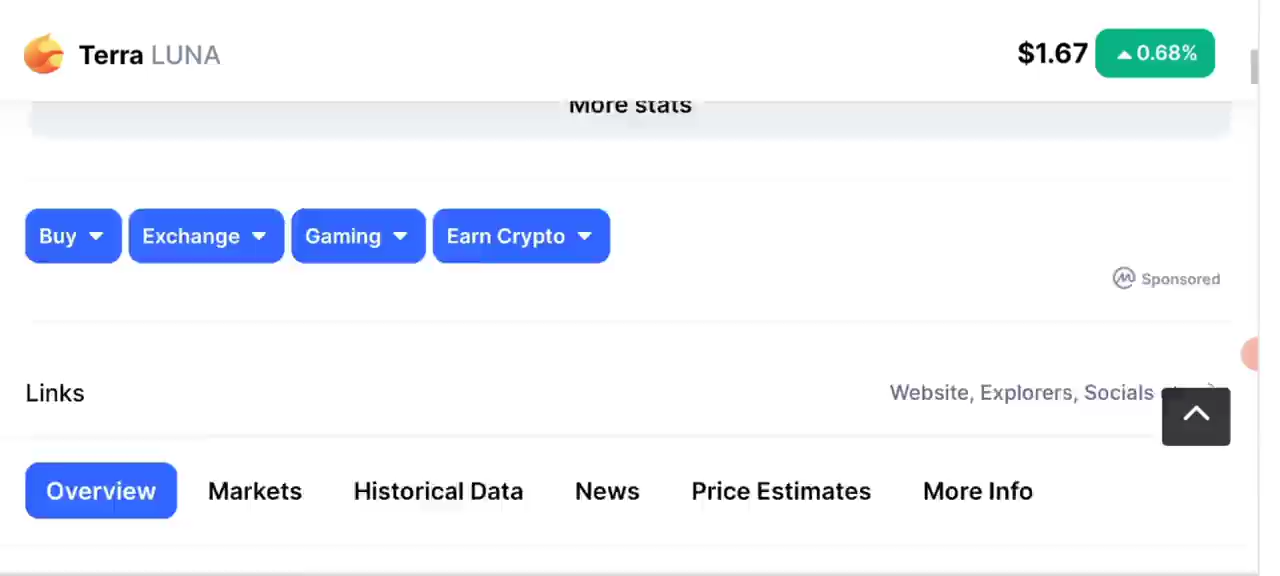 Terra LUNA
$1.67 0.68%
More stats
Buy Exchange Gaming Earn Crypto
Sponsored
Links
Website, Explorers, Socials
Overview Markets Historical Data News Price Estimates More Info